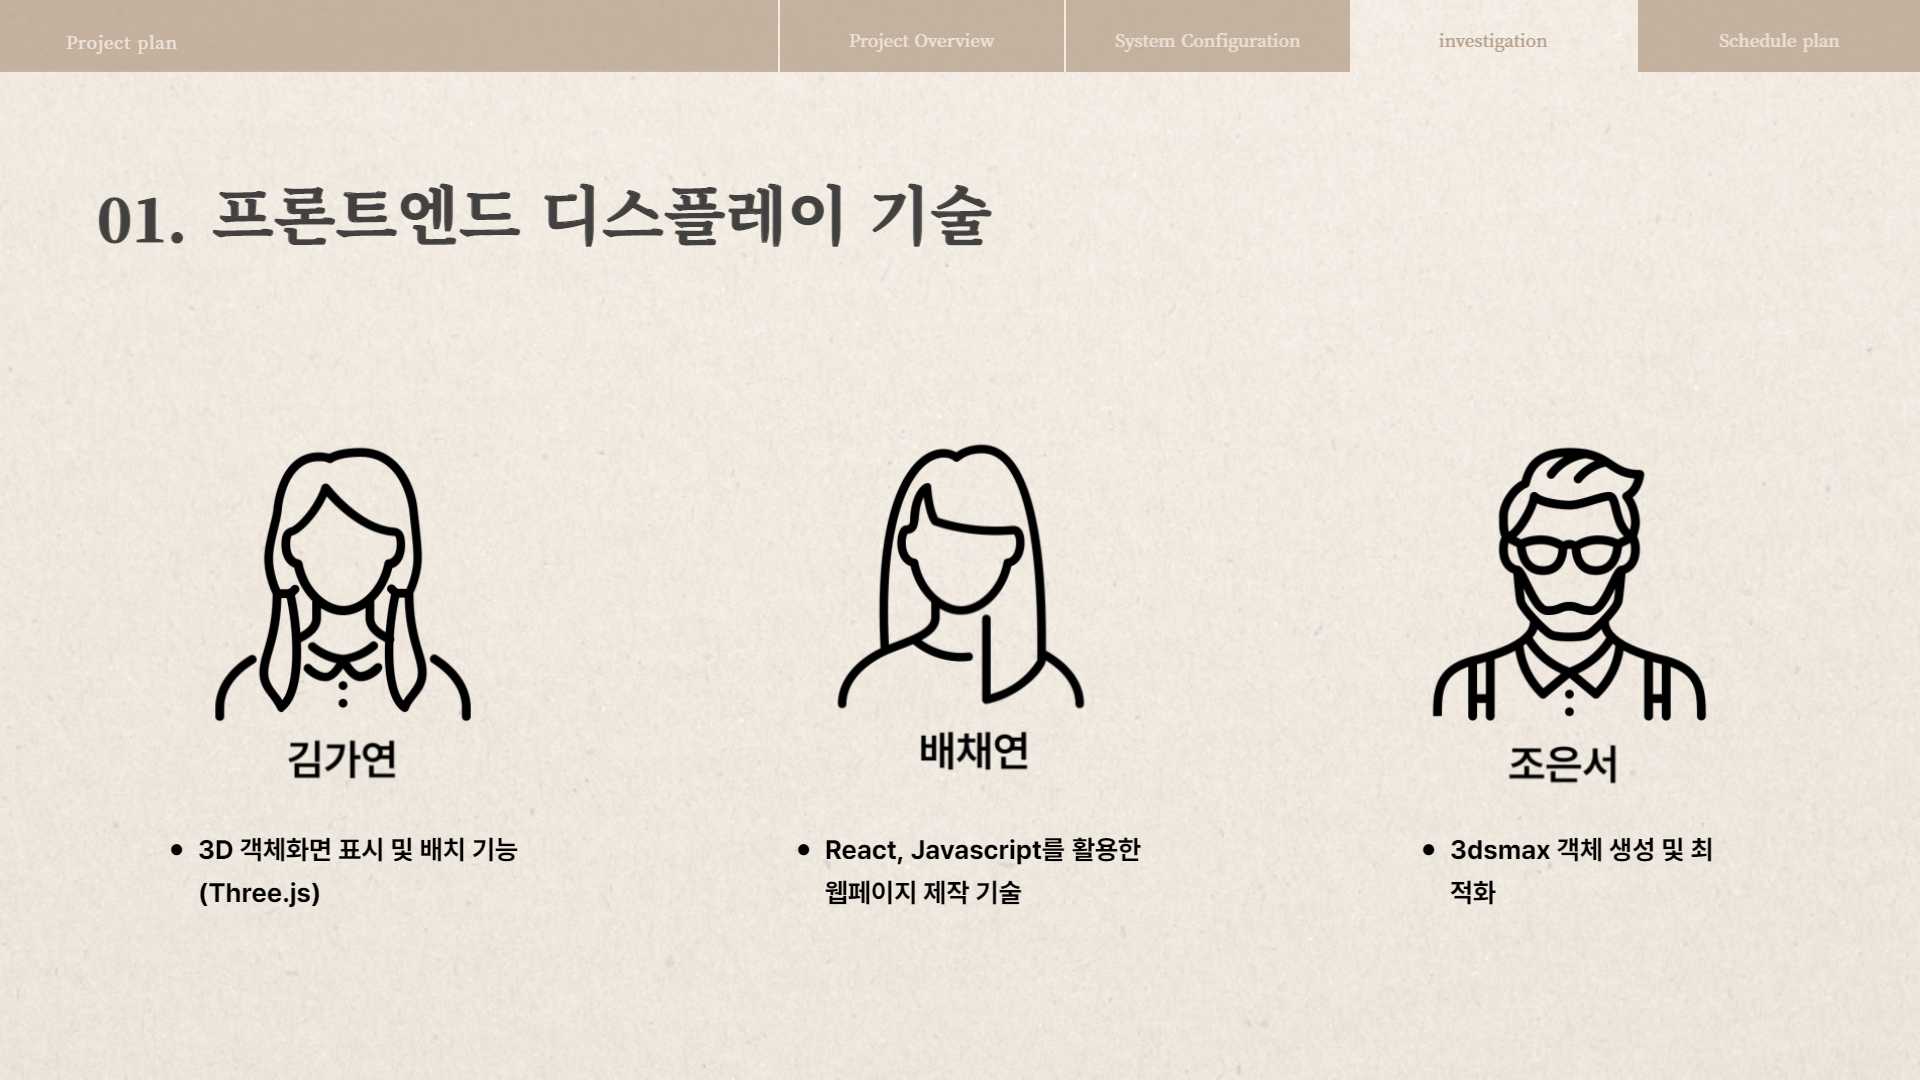 Project plan
Project Overview
System Configuration
investigation
Schedule plan
01. 프론트엔드 디스플레이 기술
김가연
배채연
조은서
• 3D 객체화면 표시 및 배치 기능
(Three.js)
• React, Javascript를 활용한
웹페이지 제작 기술
• 3dsmax 객체 생성 및 최
적화